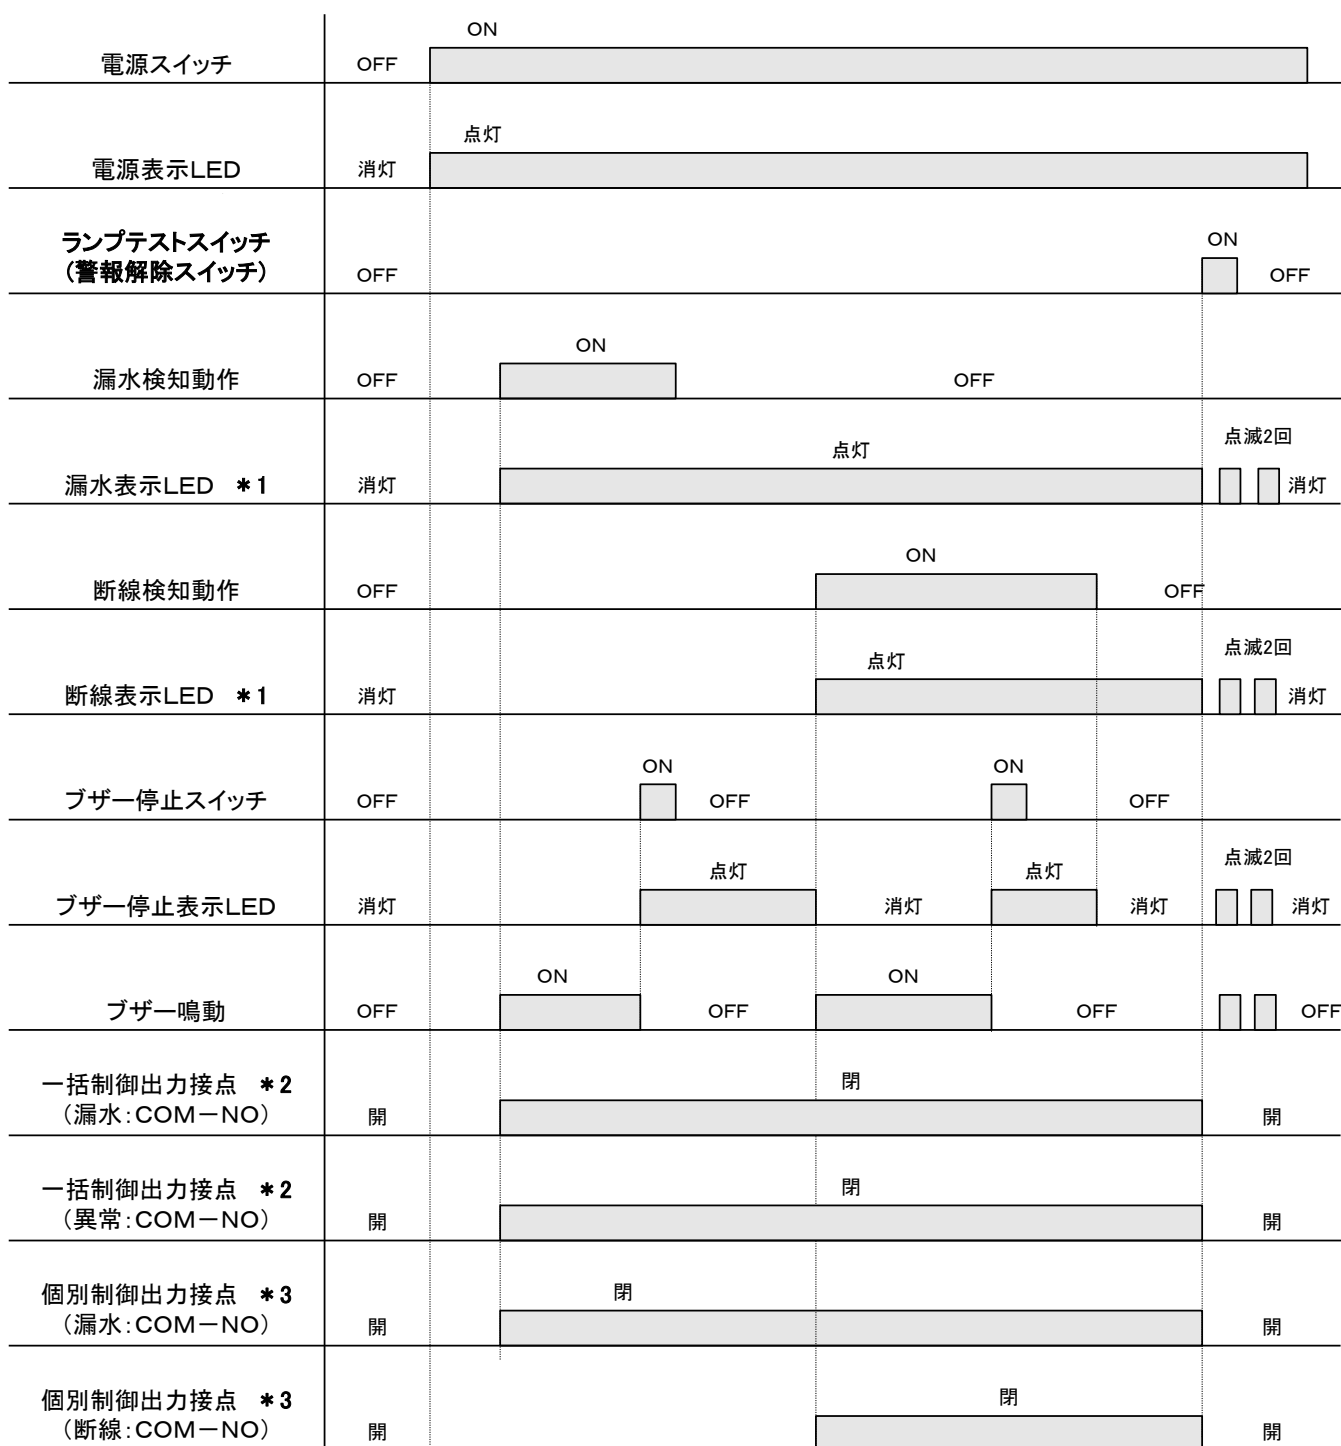 ON
電源スイッチ OFF
点灯
電源表示LED 消灯
ランプテストスイッチ ON
（警報解除スイッチ） OFF OFF
ON
漏水検知動作 OFF OFF
点滅2回
点灯
漏水表示LED ＊1 消灯 消灯
ON
断線検知動作 OFF OFF
点滅2回
点灯
断線表示LED ＊1 消灯 消灯
ON ON
ブザー停止スイッチ OFF OFF OFF
点滅2回
点灯 点灯
ブザー停止表示LED 消灯 消灯 消灯 消灯
ON ON
ブザー鳴動 OFF OFF OFF OFF
一括制御出力接点 ＊2 閉
（漏水：COM－NO） 開 開
一括制御出力接点 ＊2 閉
（異常：COM－NO） 開 開
個別制御出力接点 ＊3 閉
（漏水：COM－NO） 開 開
個別制御出力接点 ＊3 閉
（断線：COM－NO） 開 開